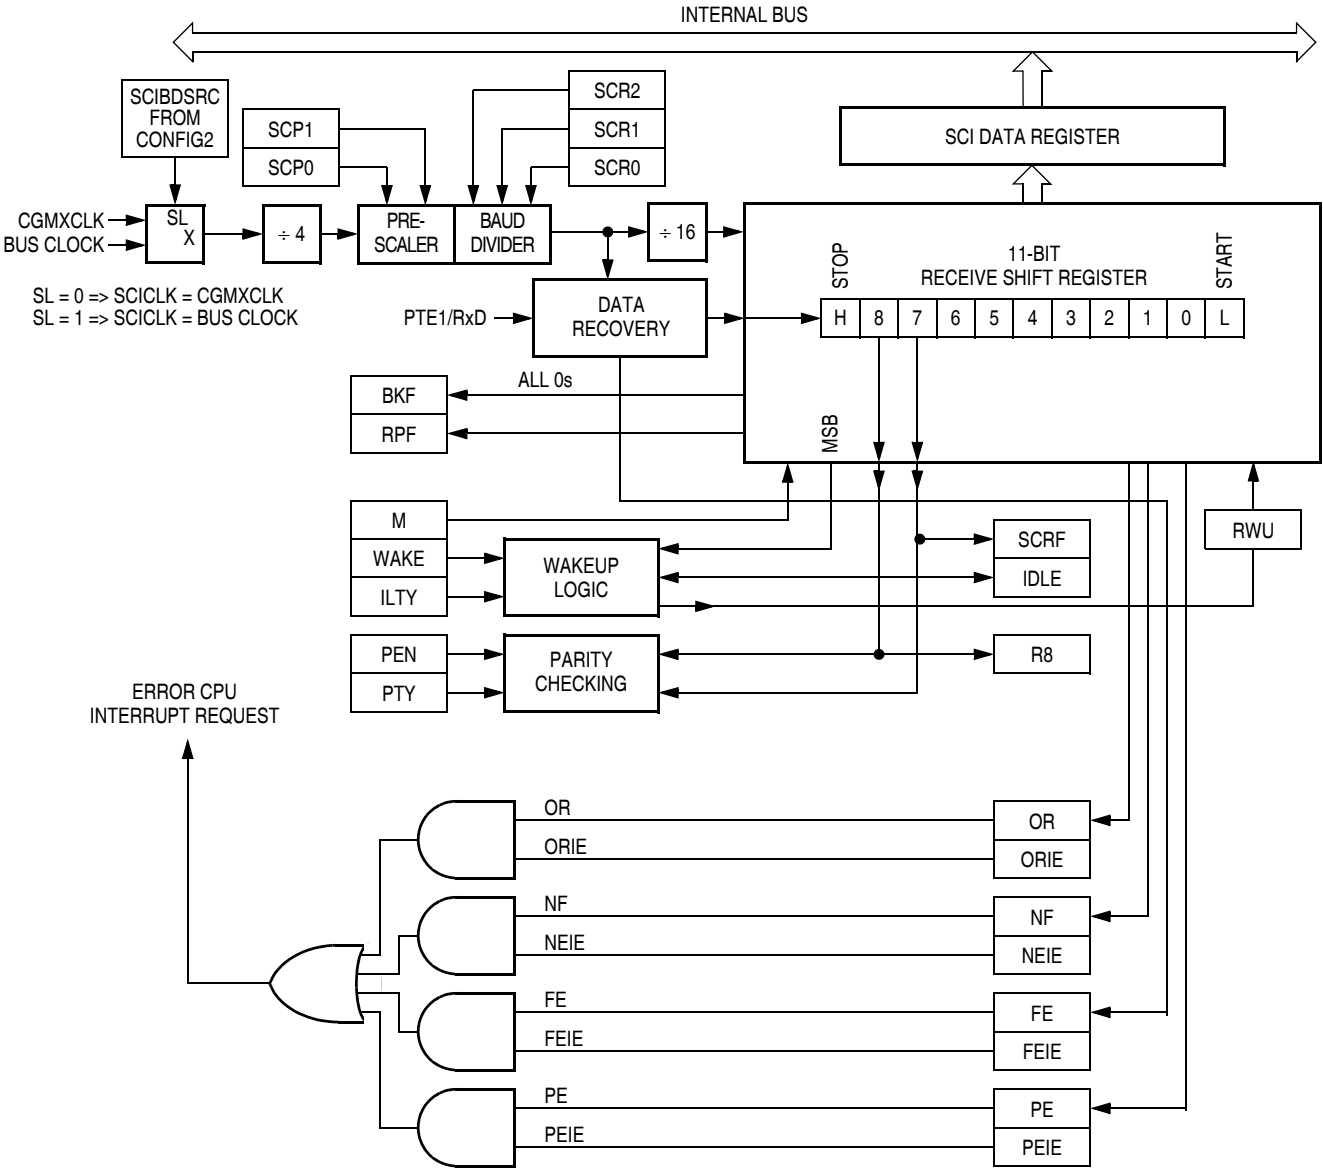 INTERNAL BUS
SCIBDSRC
FROM
CONFIG2
SCP1
SCP0
SCR2
SCR1
SCR0
SCI DATA REGISTER
CGMXCLK
BUS CLOCK
SL
X
÷ 4
PRE-
SCALER
BAUD
DIVIDER
÷ 16
SL = 0 => SCICLK = CGMXCLK
SL = 1 => SCICLK = BUS CLOCK
PTE1/RxD
DATA
RECOVERY
STOP
11-BIT
RECEIVE SHIFT REGISTER
START
H 8 7 6 5 4 3 2 1 0 L
ALL 0s
BKF
RPF
MSB
M
WAKE
ILTY
WAKEUP
LOGIC
SCRF
IDLE
RWU
PEN
PTY
PARITY
CHECKING
R8
ERROR CPU
INTERRUPT REQUEST
OR
ORIE
OR
ORIE
NF
NEIE
NF
NEIE
FE
FEIE
FE
FEIE
PE
PEIE
PE
PEIE